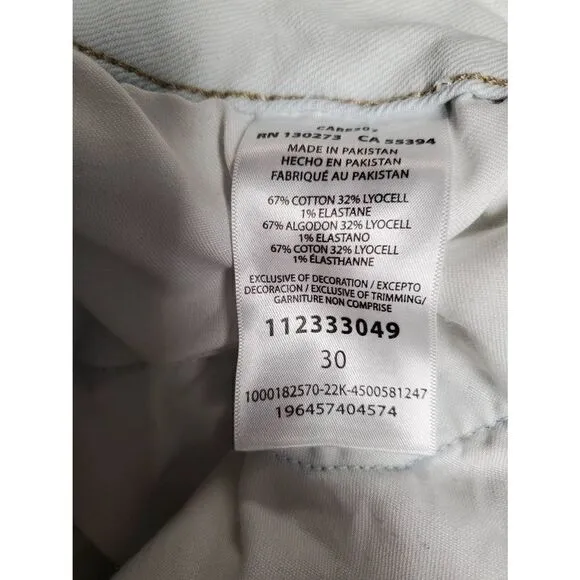 RN 130273 CA 55394
MADE IN PAKISTAN
HECHO EN PAKISTAN
FABRIQUÉ AU PAKISTAN
67% COTTON 32% LYOCELL
1% ELASTANE
67% ALGODON 32% LYOCELL
1% ELASTANO
67% COTON 32% LYOCELL
1% ÉLASTHANNE
EXCLUSIVE OF DECORATION / EXCEPTO
DECORACION / EXCLUSIVE OF TRIMMING/
GARNITURE NON COMPRISE
112333049
30
1000182570-22K-4500581247
196457404574